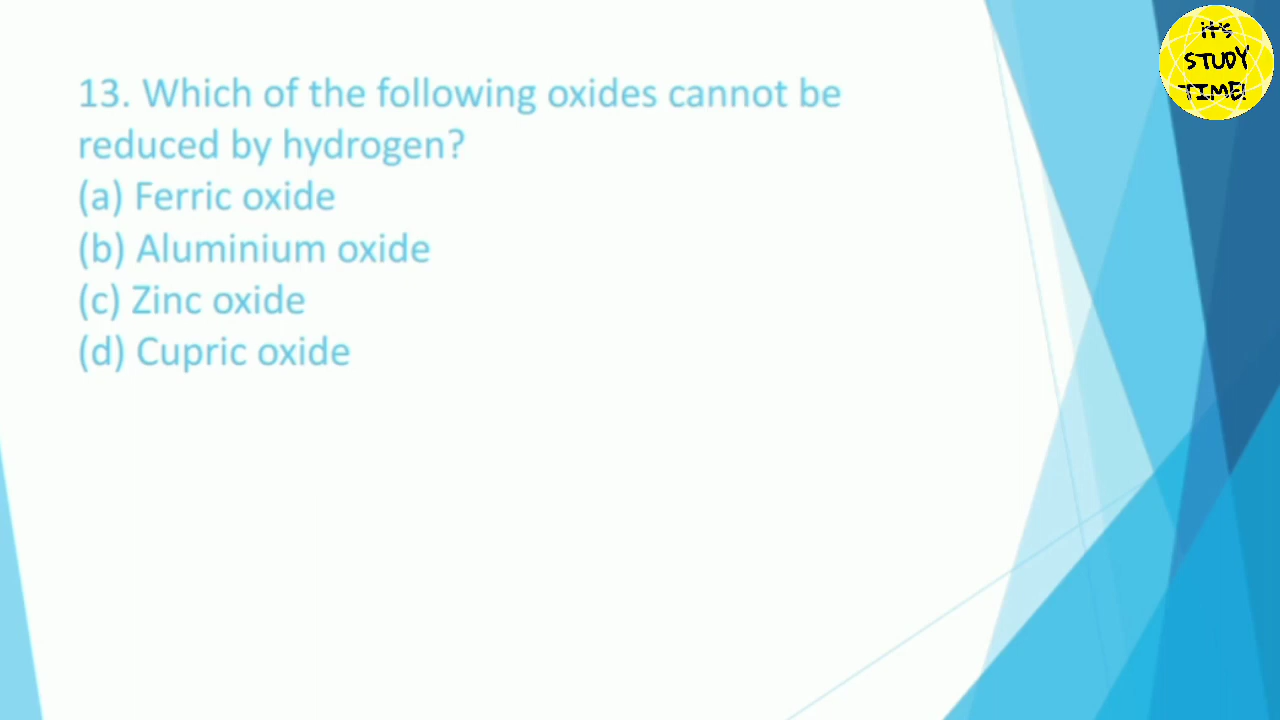 13. Which of the following oxides cannot be
reduced by hydrogen?
(a) Ferric oxide
(b) Aluminium oxide
(c) Zinc oxide
(d) Cupric oxide
iT'S
STUDY
TIME!